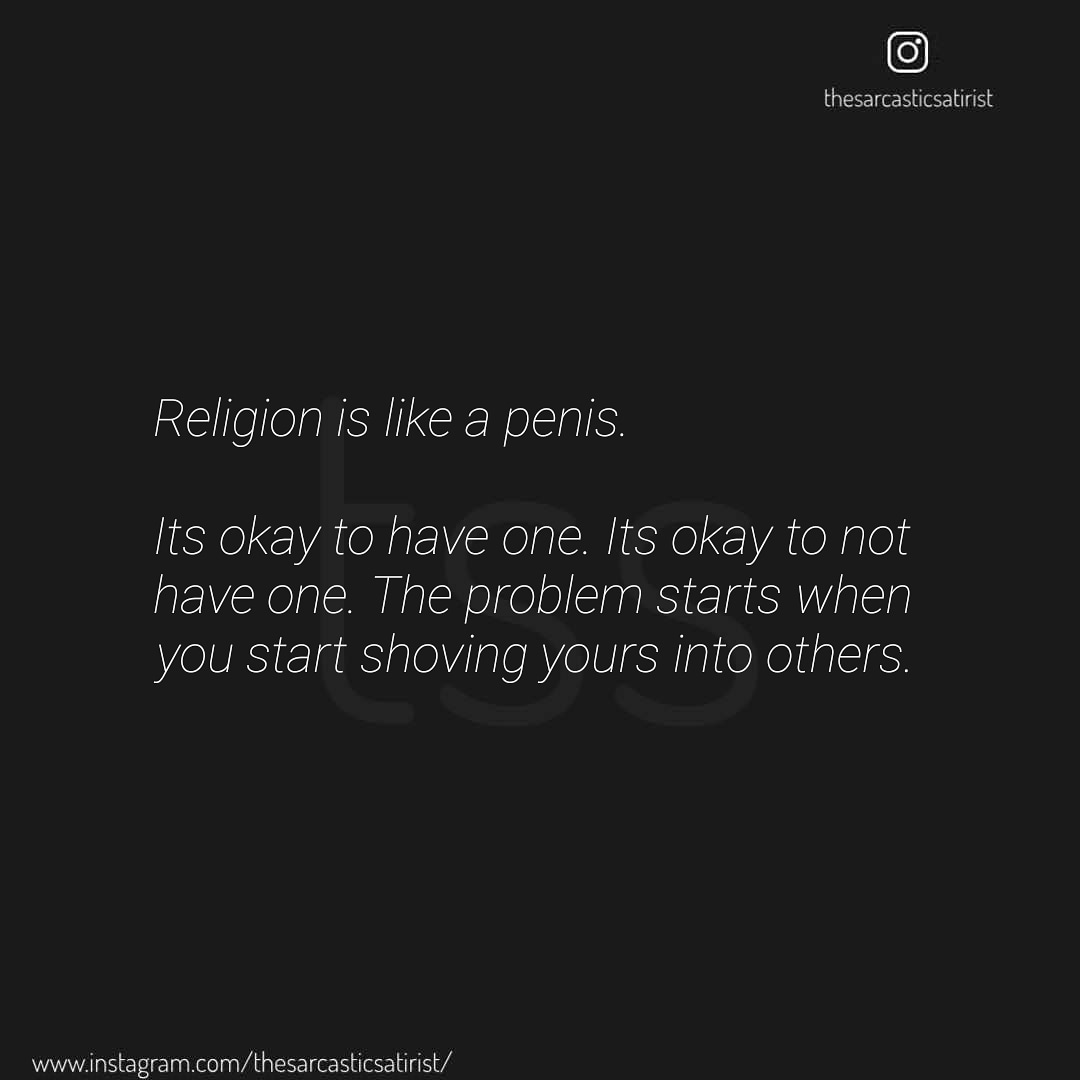 thesarcasticsatirist
Religion is like a penis.
Its okay to have one. Its okay to not
have one. The problem starts when
you start shoving yours into others.
tss
www.instagram.com/thesarcasticsatirist/